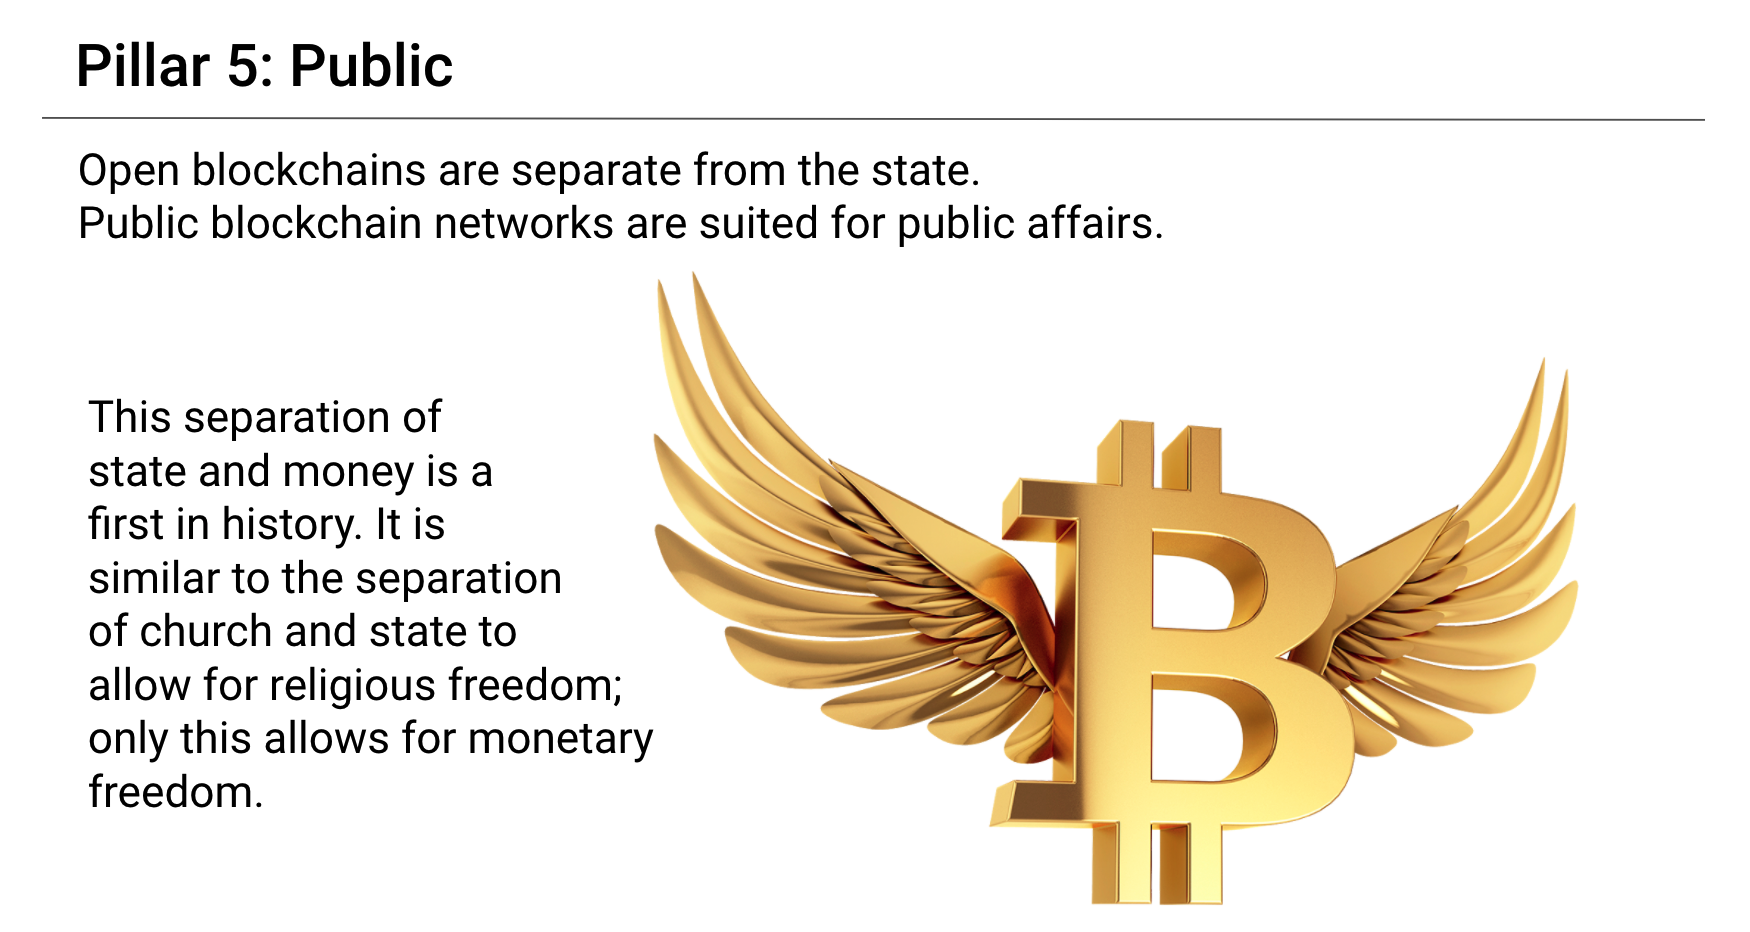 Pillar 5: Public
Open blockchains are separate from the state.
Public blockchain networks are suited for public affairs.
This separation of
state and money is a
first in history. It is
similar to the separation
of church and state to
allow for religious freedom;
only this allows for monetary
freedom.